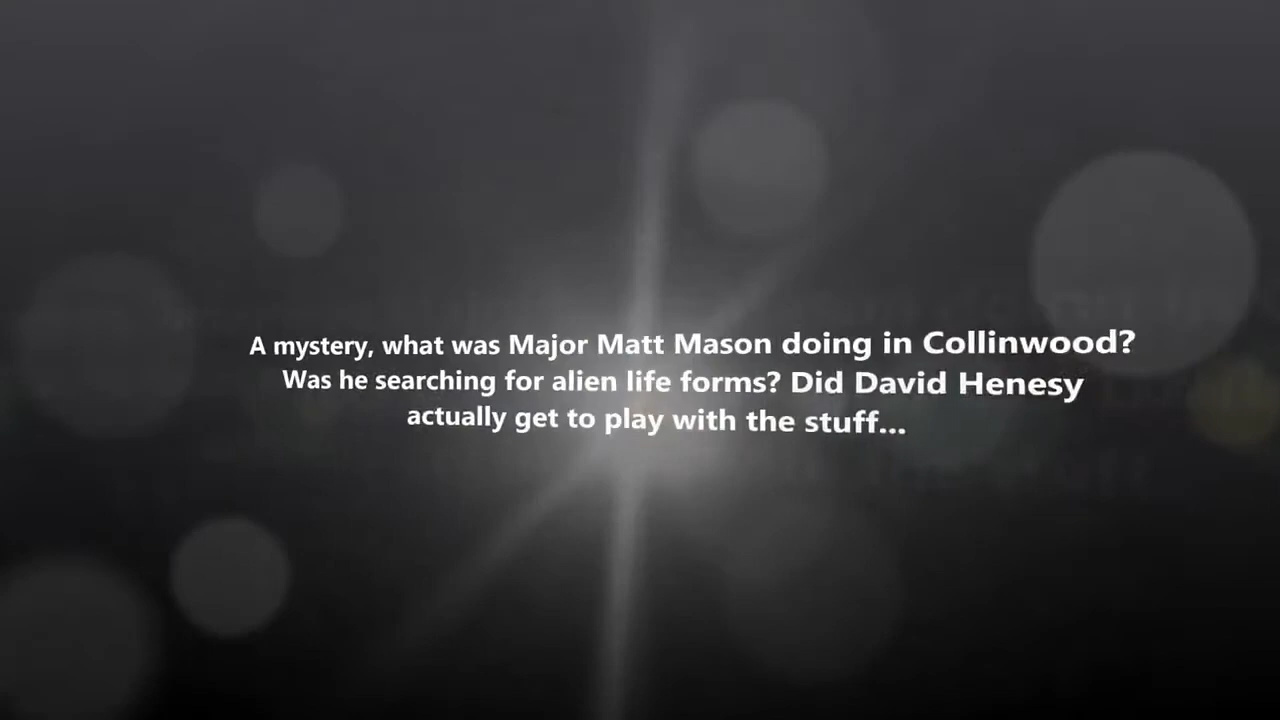 A mystery, what was Major Matt Mason doing in Collinwood?
Was he searching for alien life forms? Did David Henesy
actually get to play with the stuff...